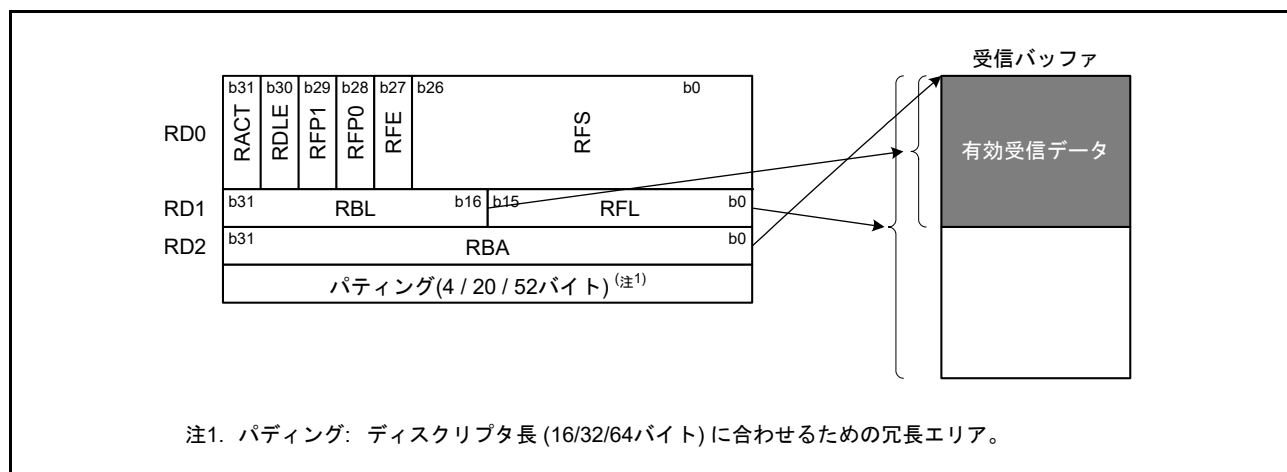 受信バッファ
b31 b30 b29 b28 b27 b26 b0
RD0 RACT RDLE RFP1 RFP0 RFE RFS
有効受信データ
RD1 b31 RBL b16 b15 RFL b0
RD2 b31 RBA b0
パティング(4 / 20 / 52バイト) (注1)
注1. パディング: ディスクリプタ長 (16/32/64バイト) に合わせるための冗長エリア。